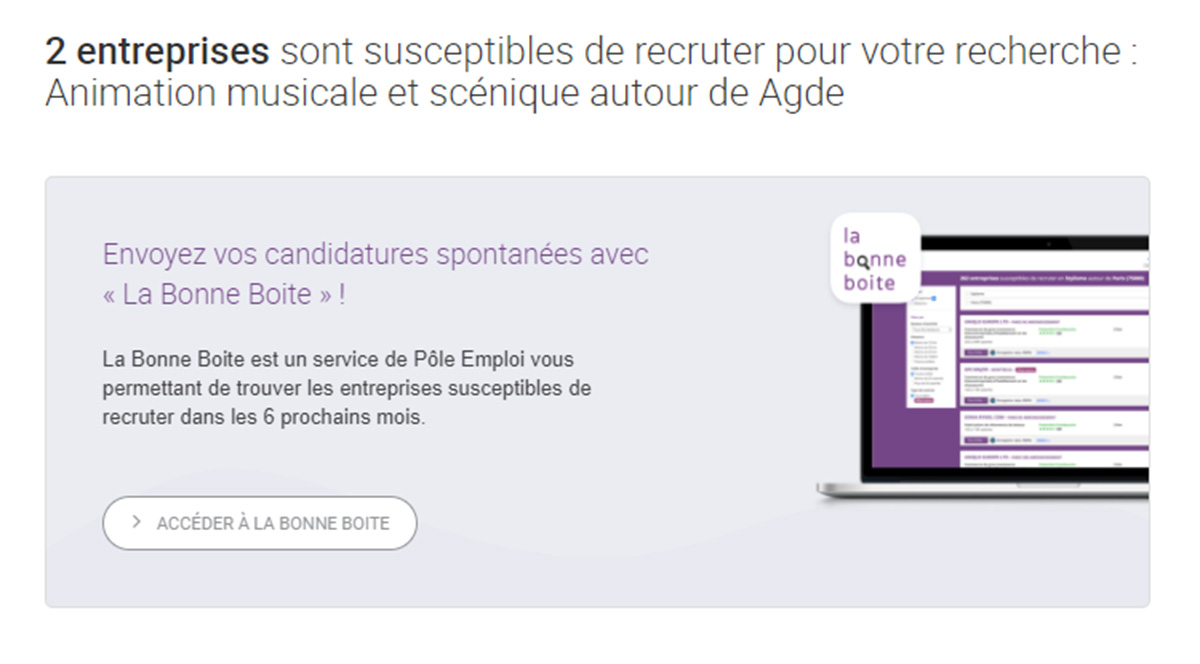 2 entreprises sont susceptibles de recruter pour votre recherche :
Animation musicale et scénique autour de Agde
Envoyez vos candidatures spontanées avec
« La Bonne Boite » !
La Bonne Boite est un service de Pôle Emploi vous
permettant de trouver les entreprises susceptibles de
recruter dans les 6 prochains mois.
ACCÉDER À LA BONNE BOITE
la
bonne
boite